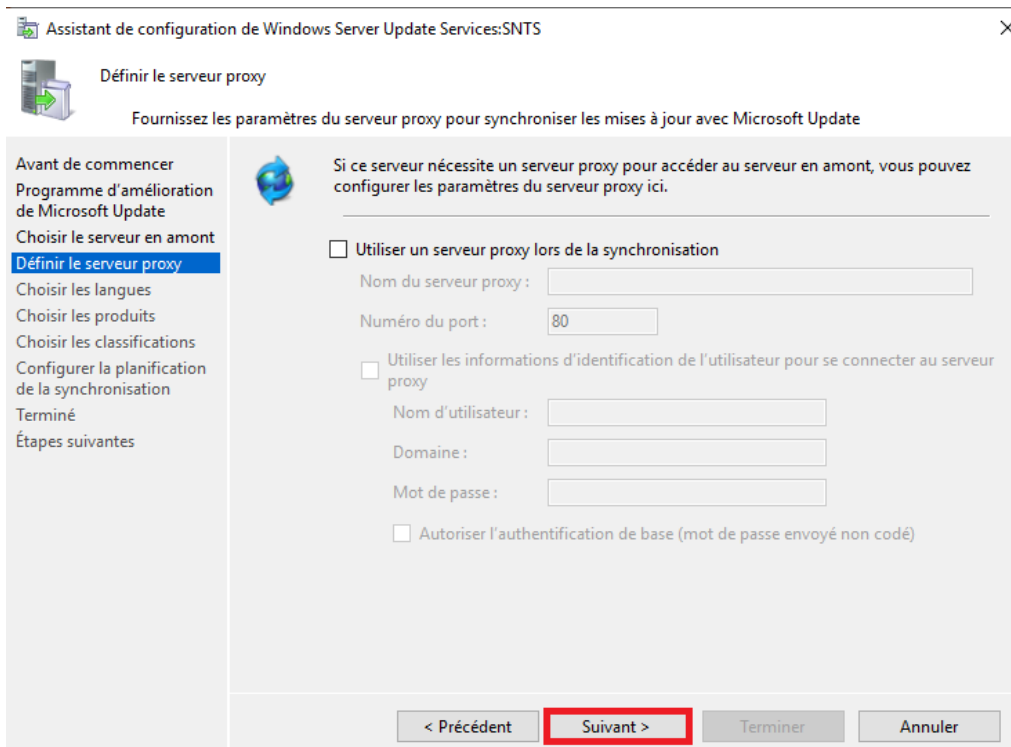 Assistant de configuration de Windows Server Update Services:SNTS
Définir le serveur proxy
Fournissez les paramètres du serveur proxy pour synchroniser les mises à jour avec Microsoft Update
Avant de commencer
Programme d'amélioration
de Microsoft Update
Choisir le serveur en amont
Définir le serveur proxy
Choisir les langues
Choisir les produits
Choisir les classifications
Configurer la planification
de la synchronisation
Terminé
Étapes suivantes
Si ce serveur nécessite un serveur proxy pour accéder au serveur en amont, vous pouvez
configurer les paramètres du serveur proxy ici.
Utiliser un serveur proxy lors de la synchronisation
Nom du serveur proxy :
Numéro du port : 80
Utiliser les informations d'identification de l'utilisateur pour se connecter au serveur
proxy
Nom d'utilisateur :
Domaine :
Mot de passe :
Autoriser l'authentification de base (mot de passe envoyé non codé)
< Précédent Suivant > Terminer Annuler